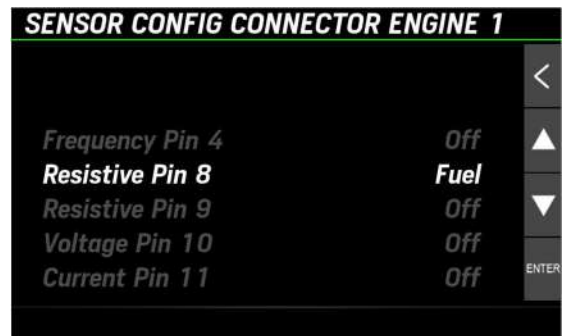 SENSOR CONFIG CONNECTOR ENGINE 1
Frequency Pin 4 Off
Resistive Pin 8 Fuel
Resistive Pin 9 Off
Voltage Pin 10 Off
Current Pin 11 Off
ENTER